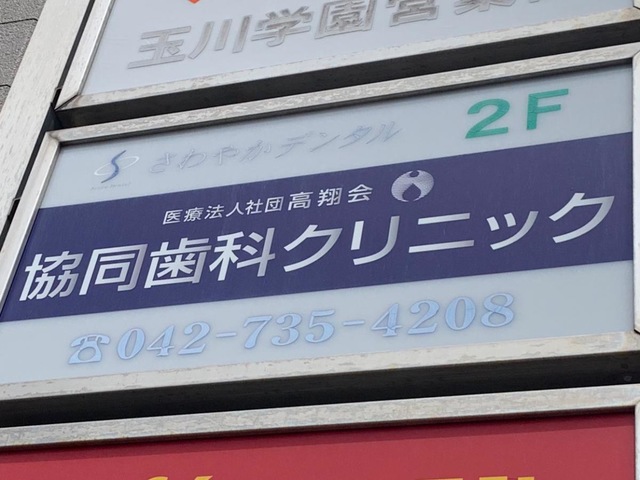 玉川学園営業
さわやかデンタル
2F
医療法人社団高翔会
協同歯科クリニック
☎042-735-4208